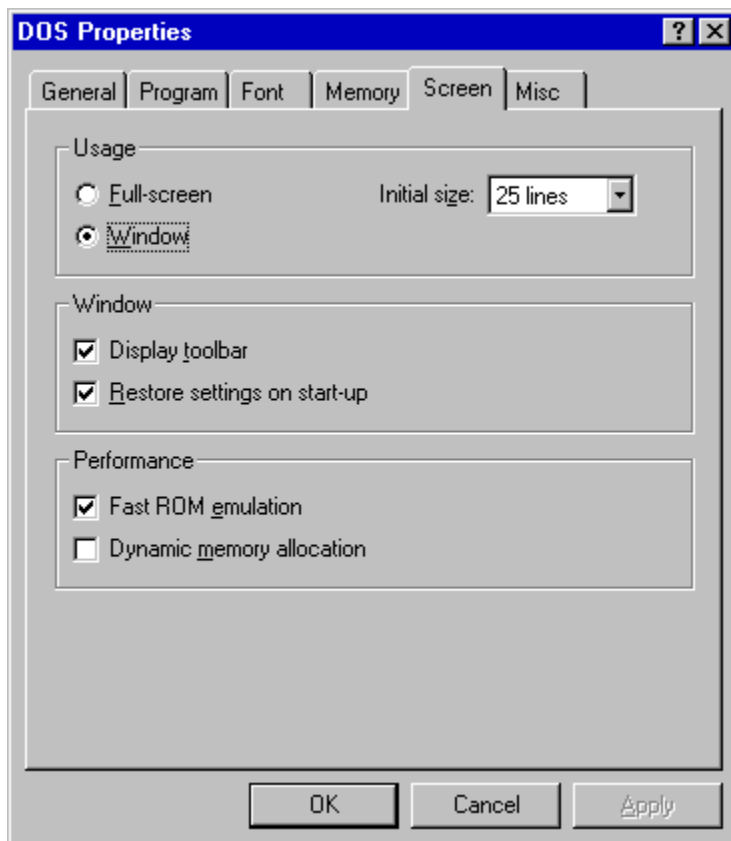 DOS Properties
General Program Font Memory Screen Misc
Usage
Full-screen Initial size: 25 lines
Window
Window
Display toolbar
Restore settings on start-up
Performance
Fast ROM emulation
Dynamic memory allocation
OK Cancel Apply